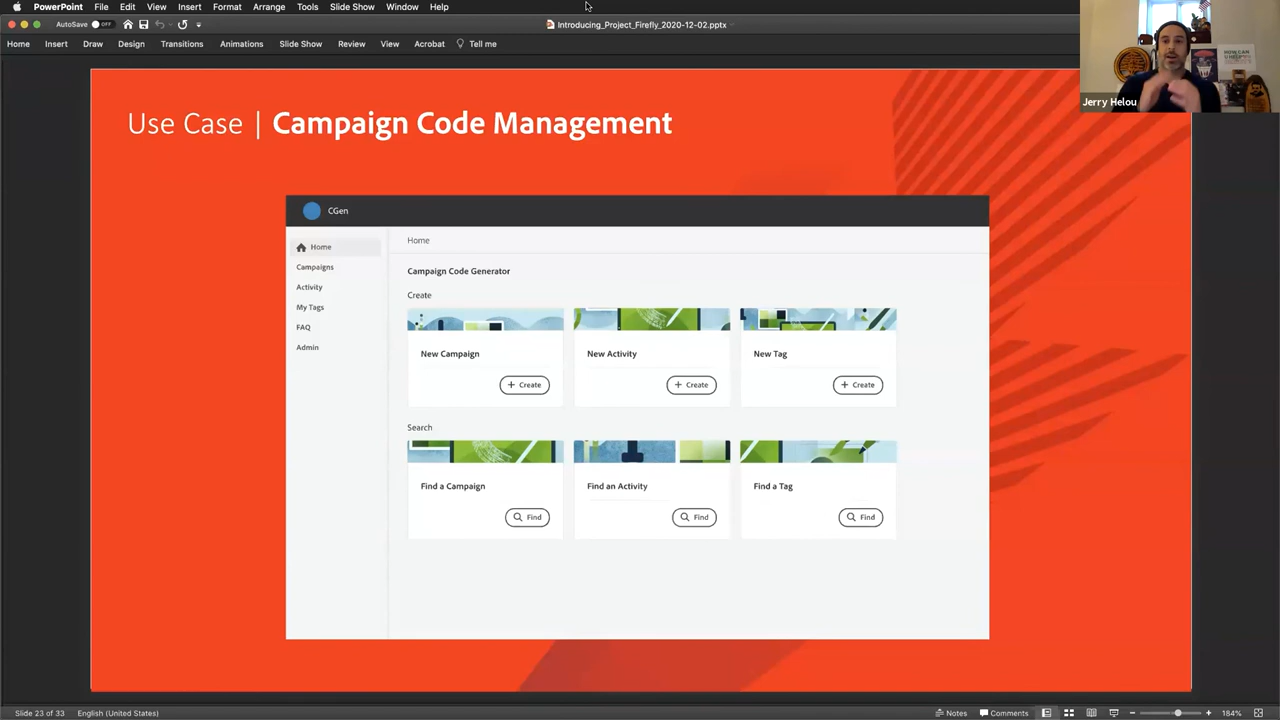 PowerPoint File Edit View Insert Format Arrange Tools Slide Show Window Help
AutoSave OFF Introducing_Project_Firefly_2020-12-02.pptx
Home Insert Draw Design Transitions Animations Slide Show Review View Acrobat Tell me
HOW CAN
Jerry Helou
Use Case | Campaign Code Management
CGen
Home
Campaigns
Activity
My Tags
FAQ
Admin
Home
Campaign Code Generator
Create
New Campaign New Activity New Tag
+ Create + Create + Create
Search
Find a Campaign Find an Activity Find a Tag
Find Find Find
Slide 23 of 33 English (United States) Notes Comments 184%